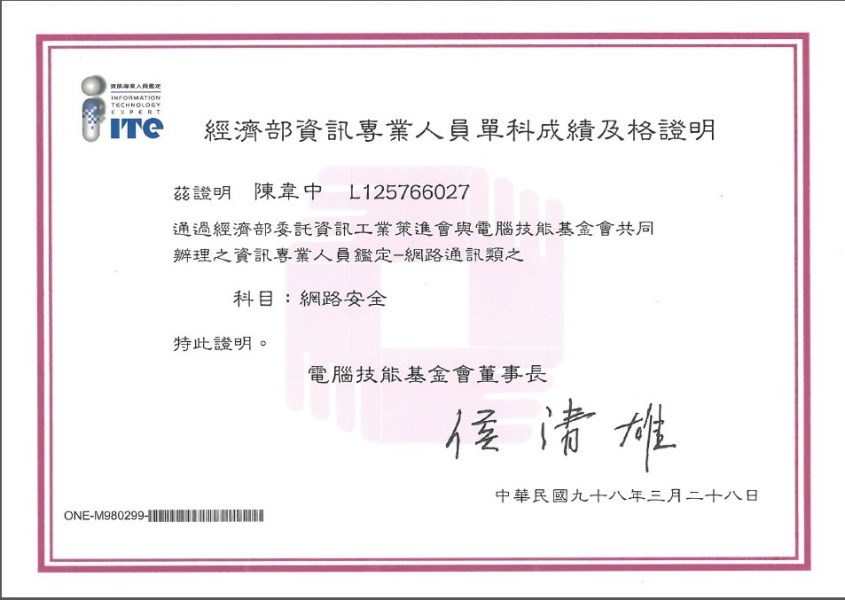 資訊專業人員鑑定
INFORMATION
TECHNOLOGY
EXPERT
ITe
經濟部資訊專業人員單科成績及格證明
茲證明 陳韋中 L125766027
通過經濟部委託資訊工業策進會與電腦技能基金會共同
辦理之資訊專業人員鑑定–網路通訊類之
科目：網路安全
特此證明。
電腦技能基金會董事長
侯清雄
中華民國九十八年三月二十八日
ONE-M980299-